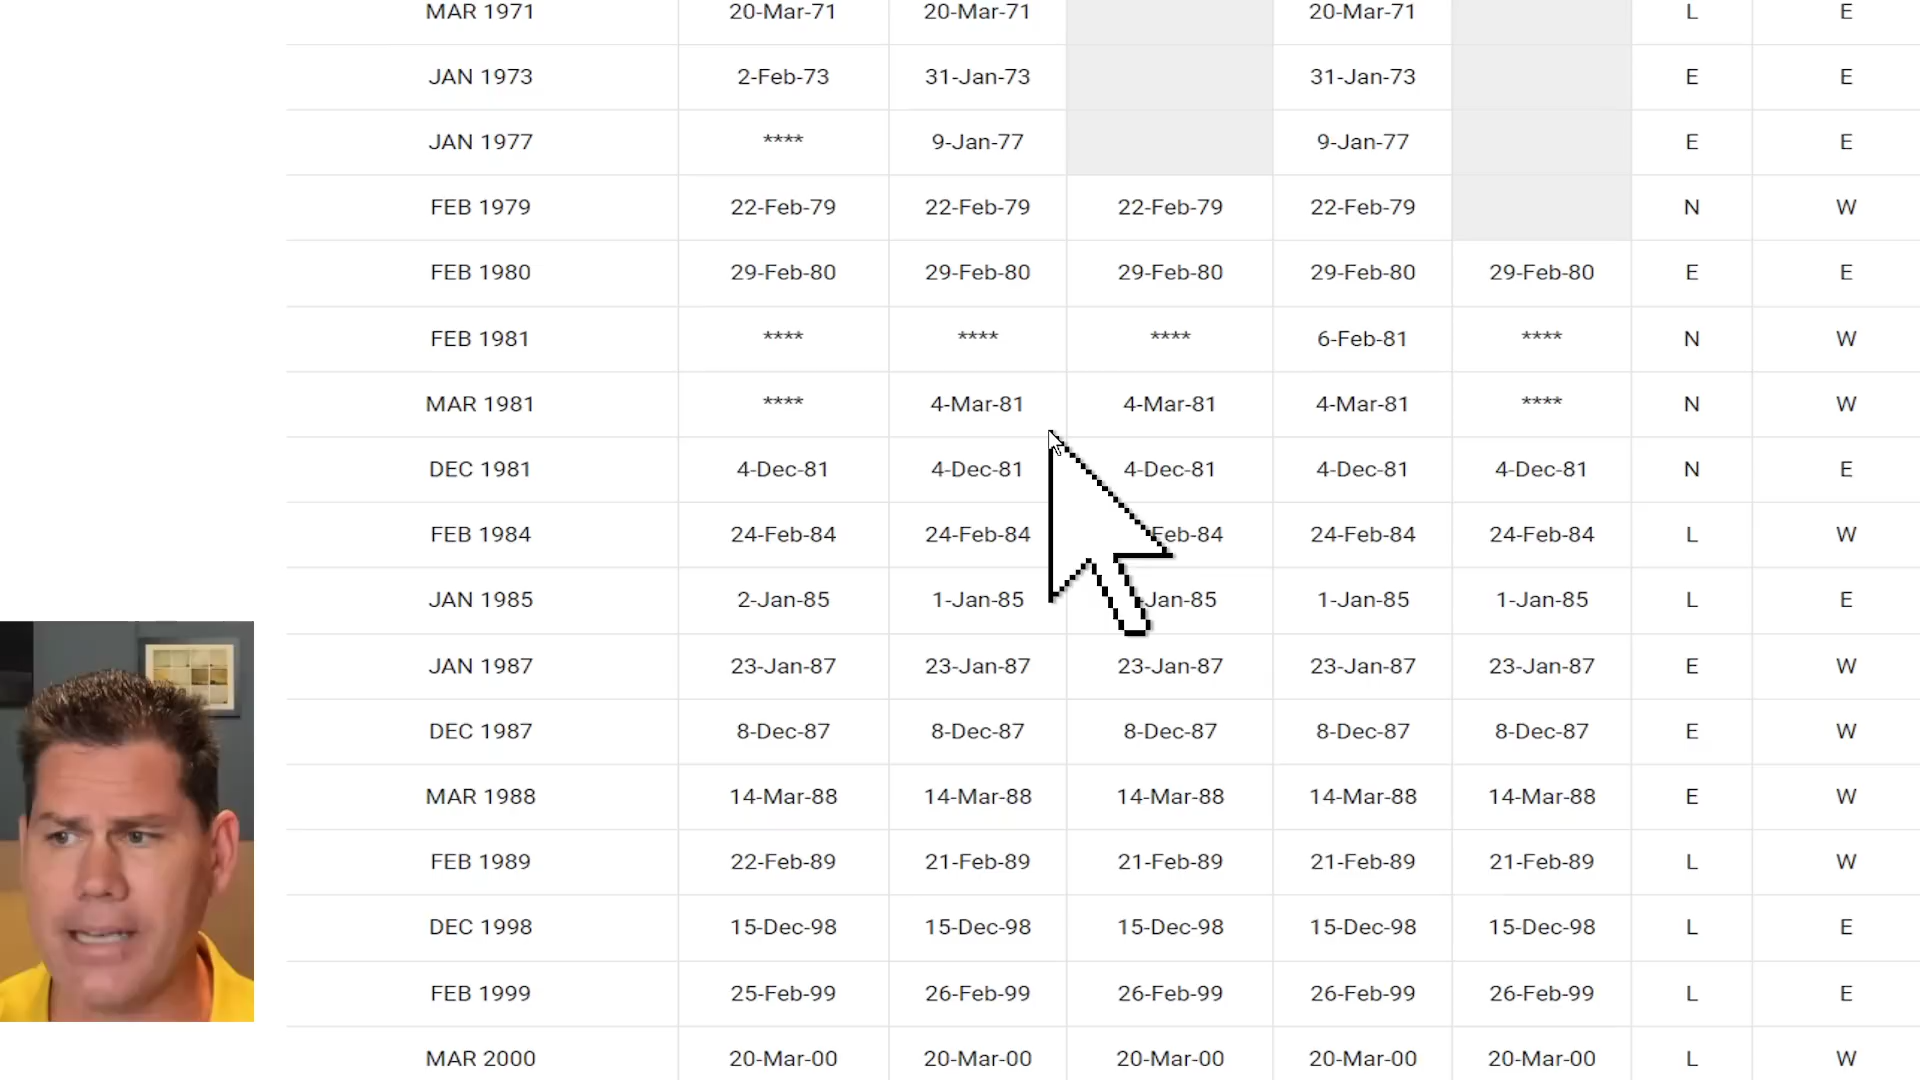 MAR 1971 20-Mar-71 20-Mar-71 20-Mar-71 L E
JAN 1973 2-Feb-73 31-Jan-73 31-Jan-73 E E
JAN 1977 **** 9-Jan-77 9-Jan-77 E E
FEB 1979 22-Feb-79 22-Feb-79 22-Feb-79 22-Feb-79 N W
FEB 1980 29-Feb-80 29-Feb-80 29-Feb-80 29-Feb-80 29-Feb-80 E E
FEB 1981 **** **** **** 6-Feb-81 **** N W
MAR 1981 **** 4-Mar-81 4-Mar-81 4-Mar-81 **** N W
DEC 1981 4-Dec-81 4-Dec-81 4-Dec-81 4-Dec-81 4-Dec-81 N E
FEB 1984 24-Feb-84 24-Feb-84 Feb-84 24-Feb-84 24-Feb-84 L W
JAN 1985 2-Jan-85 1-Jan-85 Jan-85 1-Jan-85 1-Jan-85 L E
JAN 1987 23-Jan-87 23-Jan-87 23-Jan-87 23-Jan-87 23-Jan-87 E W
DEC 1987 8-Dec-87 8-Dec-87 8-Dec-87 8-Dec-87 8-Dec-87 E W
MAR 1988 14-Mar-88 14-Mar-88 14-Mar-88 14-Mar-88 14-Mar-88 E W
FEB 1989 22-Feb-89 21-Feb-89 21-Feb-89 21-Feb-89 21-Feb-89 L W
DEC 1998 15-Dec-98 15-Dec-98 15-Dec-98 15-Dec-98 15-Dec-98 L E
FEB 1999 25-Feb-99 26-Feb-99 26-Feb-99 26-Feb-99 26-Feb-99 L E
MAR 2000 20-Mar-00 20-Mar-00 20-Mar-00 20-Mar-00 20-Mar-00 L W